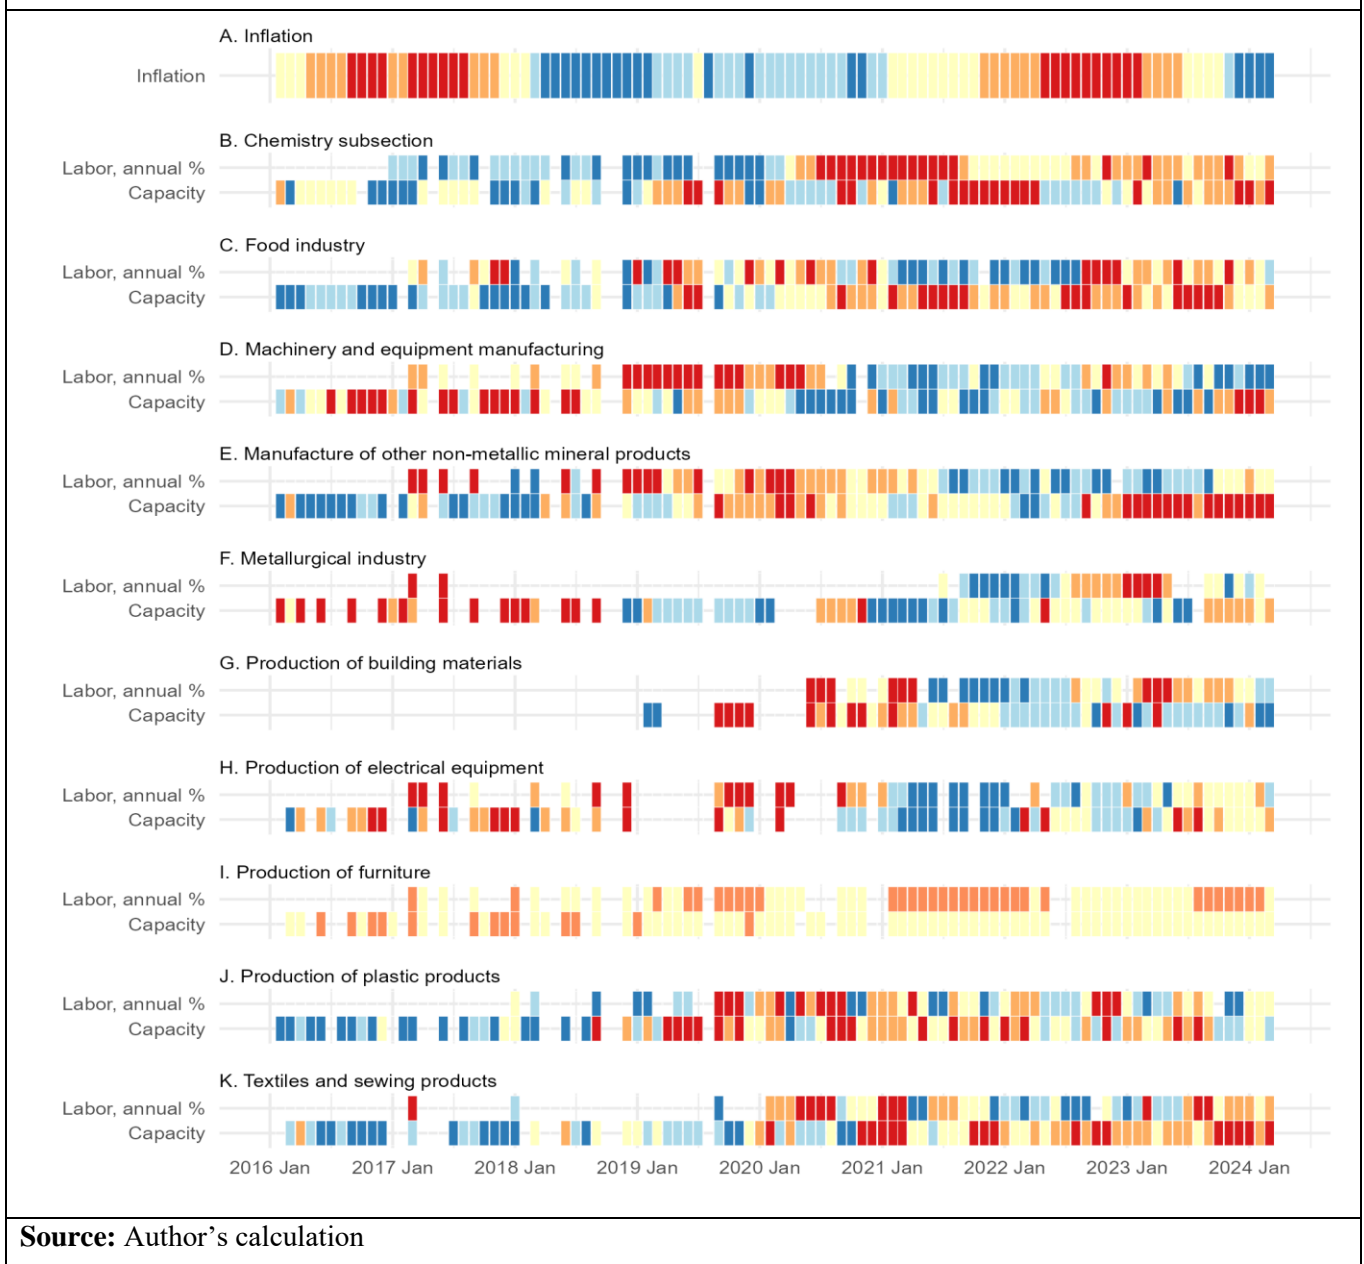 A. Inflation
Inflation
B. Chemistry subsection
Labor, annual %
Capacity
C. Food industry
Labor, annual %
Capacity
D. Machinery and equipment manufacturing
Labor, annual %
Capacity
E. Manufacture of other non-metallic mineral products
Labor, annual %
Capacity
F. Metallurgical industry
Labor, annual %
Capacity
G. Production of building materials
Labor, annual %
Capacity
H. Production of electrical equipment
Labor, annual %
Capacity
I. Production of furniture
Labor, annual %
Capacity
J. Production of plastic products
Labor, annual %
Capacity
K. Textiles and sewing products
Labor, annual %
Capacity
2016 Jan 2017 Jan 2018 Jan 2019 Jan 2020 Jan 2021 Jan 2022 Jan 2023 Jan 2024 Jan
Source: Author’s calculation